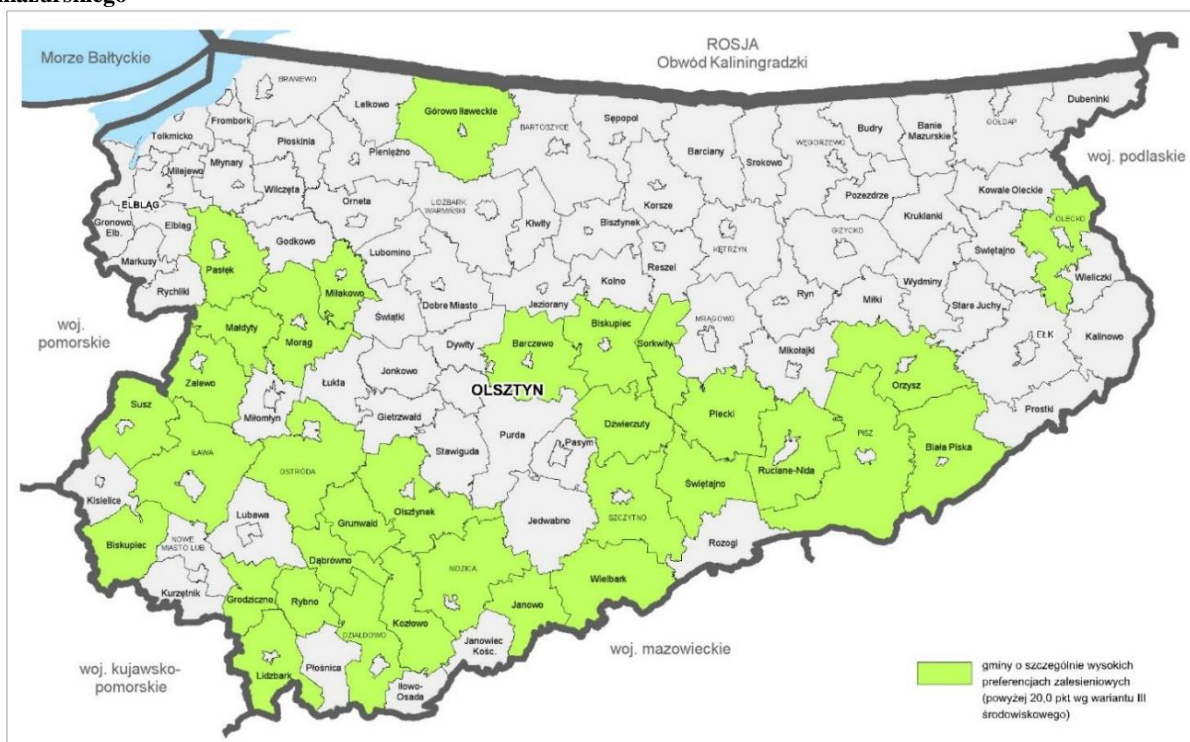 mazurskiego
Morze Bałtyckie
ROSJA
Obwód Kaliningradzki
BRANIEWO
Lelkowo
Górowo Iławeckie
Sępopol
BARTOSZYCE
Budry
Banie
Mazurskie
GOŁDAP
Dubeninki
Tolkmicko
Frombork
Płoskinia
Pieniężno
Barciany
Srokowo
WĘGORZEWO
woj. podlaskie
Milejewo
Młynary
Wilczęta
Orneta
LIDZBARK
WARMIŃSKI
Kiwity
Bisztynek
Korsze
Pozezdrze
Kowale Oleckie
ELBLĄG
Gronowo
Elb.
Elbląg
Godkowo
Lubomino
KĘTRZYN
GIŻYCKO
Kruklanki
Świętajno
OLECKO
Markusy
Pasłęk
Rychliki
Miłakowo
Świątki
Dobre Miasto
Jeziorany
Kolno
Reszel
Ryn
Miłki
Wydminy
Stare Juchy
Wieliczki
woj.
pomorskie
Małdyty
Morąg
Dywity
Barczewo
Biskupiec
Sorkwity
MRĄGOWO
Mikołajki
EŁK
Kalinowo
Zalewo
Łukta
Jonkowo
OLSZTYN
Orzysz
Susz
Miłomłyn
Gietrzwałd
Purda
Pasym
Dźwierzuty
Piecki
Prostki
IŁAWA
OSTRÓDA
Stawiguda
Ruciane-Nida
PISZ
Biała Piska
Kisielice
Lubawa
Grunwald
Olsztynek
Jedwabno
SZCZYTNO
Świętajno
Biskupiec
NOWE
MIASTO LUB.
Rozogi
Kurzętnik
Dąbrówno
NIDZICA
Wielbark
Grodziczno
Rybno
Kozłowo
Janowo
DZIAŁDOWO
Janowiec
Kośc.
woj. mazowieckie
woj. kujawsko-
pomorskie
Lidzbark
Płośnica
Iłowo-
Osada
gminy o szczególnie wysokich
preferencjach zalesieniowych
(powyżej 20,0 pkt wg wariantu III
środowiskowego)